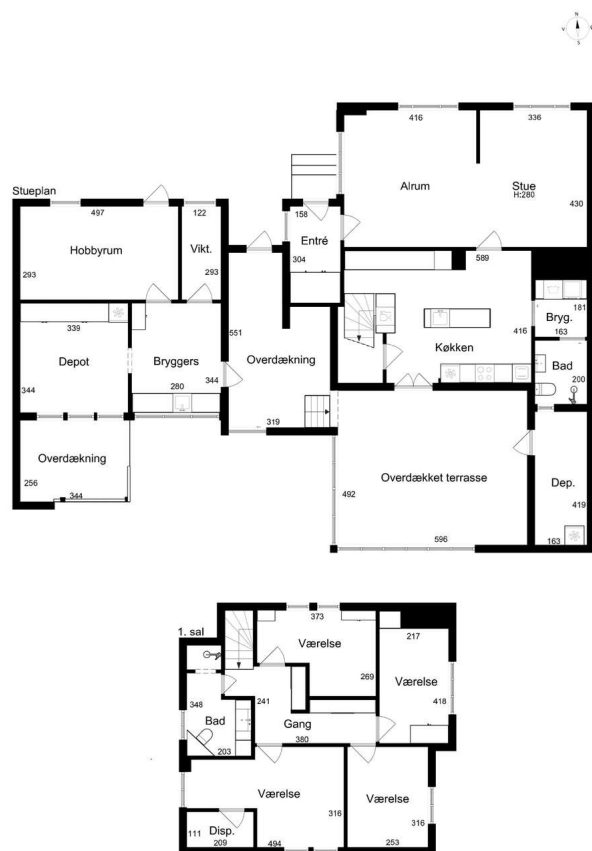 N
V
Ø
S
Stueplan
416
336
Alrum
Stue
H:280
430
497
122
158
Hobbyrum
Vikt.
Entré
304
293
293
589
551
339
Depot
Bryggers
Overdækning
Køkken
416
181
Bryg.
163
Bad
200
344
280
344
319
Overdækning
256
344
Overdækket terrasse
492
596
Dep.
419
163
1. sal
373
217
Værelse
269
Værelse
418
348
241
Bad
Gang
380
203
Værelse
Værelse
316
316
111
Disp.
209
494
253